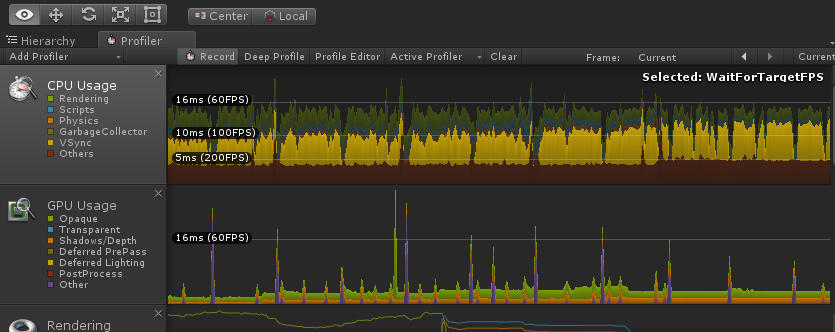 Center Local
Hierarchy Profiler
Add Profiler Record Deep Profile Profile Editor Active Profiler Clear Frame: Current Current
CPU Usage
Rendering
Scripts
Physics
GarbageCollector
VSync
Others
Selected: WaitForTargetFPS
16ms (60FPS)
10ms (100FPS)
5ms (200FPS)
GPU Usage
Opaque
Transparent
Shadows/Depth
Deferred PrePass
Deferred Lighting
PostProcess
Other
16ms (60FPS)
Rendering